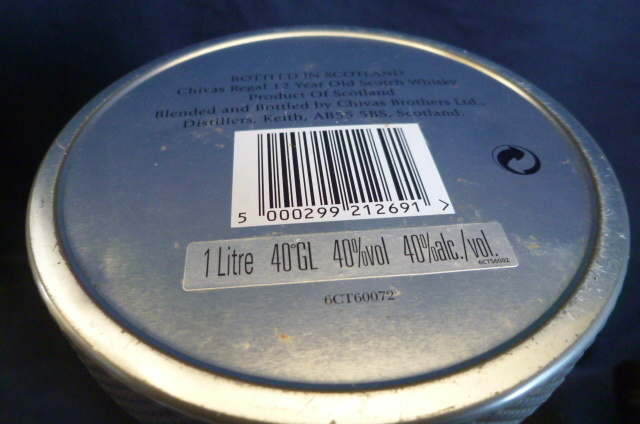 BOTTLED IN SCOTLAND
Chivas Regal 12 Year Old Scotch Whisky
Product Of Scotland
Blended and Bottled by Chivas Brothers Ltd.,
Distillers, Keith, AB55 5BS, Scotland.
5 000299 212691 >
1 Litre 40°GL 40%vol 40%alc./vol.
6CT56002
6CT60072